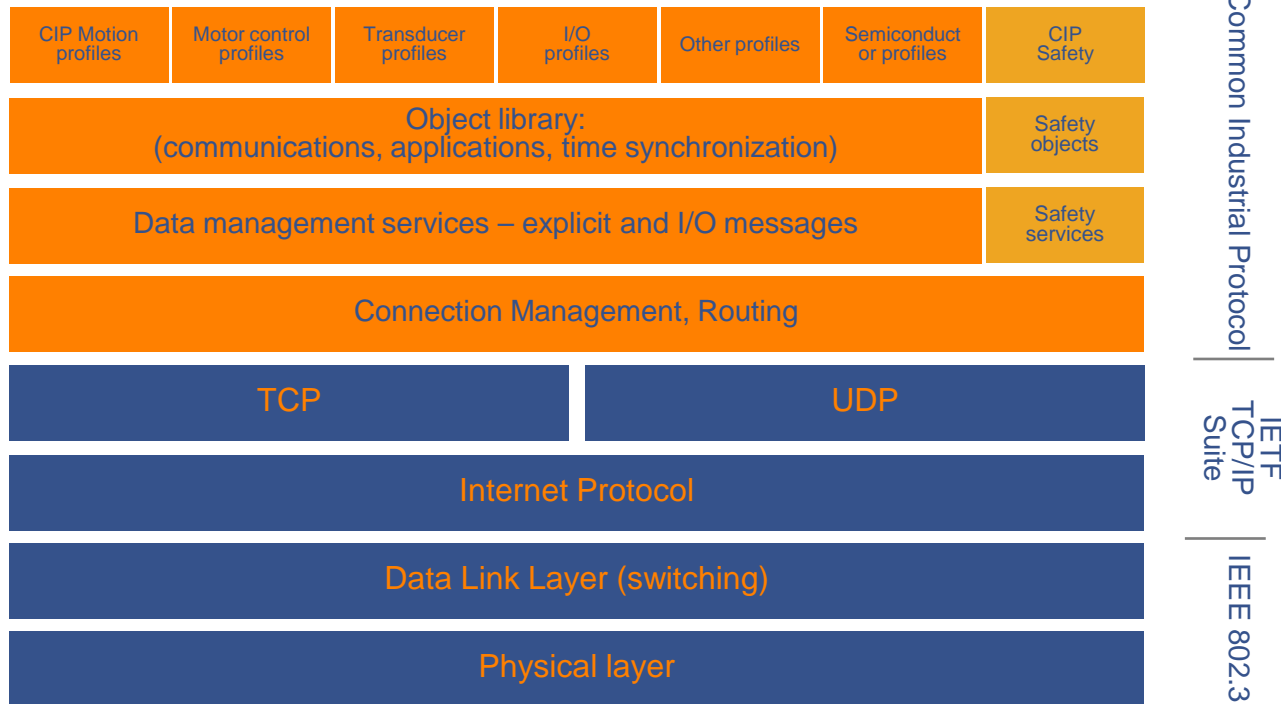 CIP Motion
profiles
Motor control
profiles
Transducer
profiles
I/O
profiles
Other profiles
Semiconduct
or profiles
CIP
Safety
Object library:
(communications, applications, time synchronization)
Safety
objects
Data management services – explicit and I/O messages
Safety
services
Connection Management, Routing
TCP
UDP
Internet Protocol
Data Link Layer (switching)
Physical layer
Common Industrial Protocol
IETF
TCP/IP
Suite
IEEE 802.3